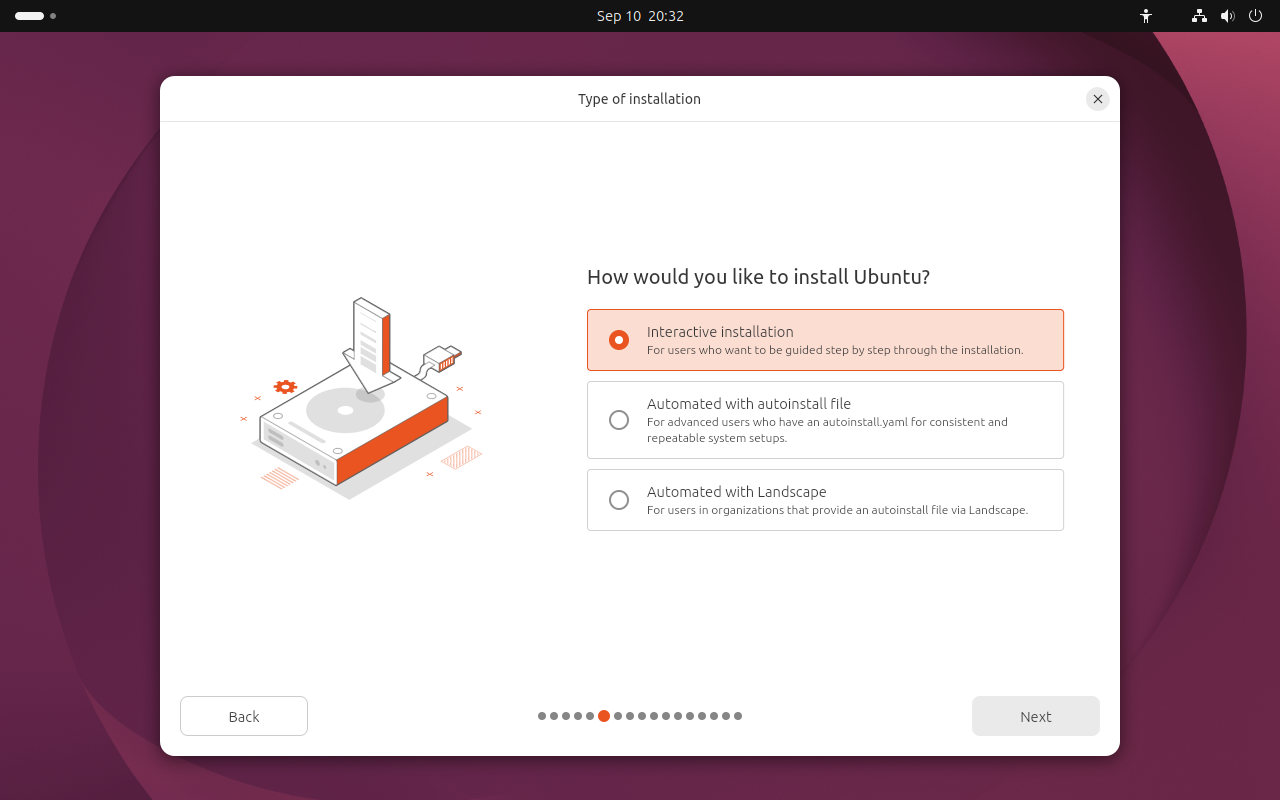 Sep 10 20:32
Type of installation
How would you like to install Ubuntu?
Interactive installation
For users who want to be guided step by step through the installation.
Automated with autoinstall file
For advanced users who have an autoinstall.yaml for consistent and
repeatable system setups.
Automated with Landscape
For users in organizations that provide an autoinstall file via Landscape.
Back
Next